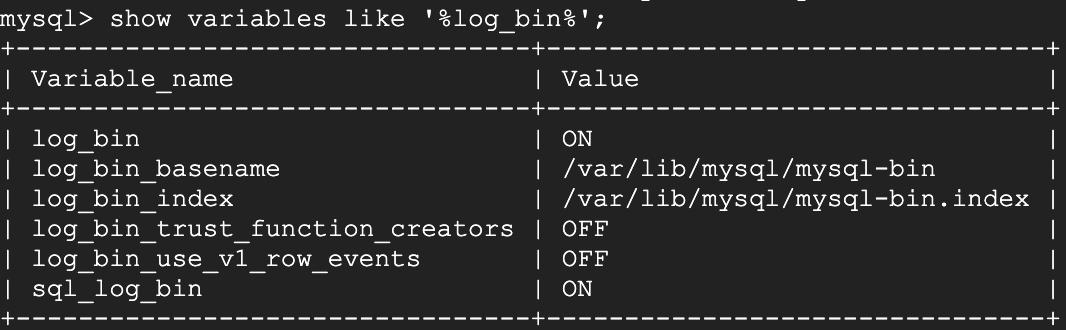 mysql> show variables like '%log_bin%';
+---------------------------------+--------------------------------+
| Variable_name                   | Value                          |
+---------------------------------+--------------------------------+
| log_bin                         | ON                             |
| log_bin_basename                | /var/lib/mysql/mysql-bin       |
| log_bin_index                   | /var/lib/mysql/mysql-bin.index |
| log_bin_trust_function_creators | OFF                            |
| log_bin_use_v1_row_events       | OFF                            |
| sql_log_bin                     | ON                             |
+---------------------------------+--------------------------------+